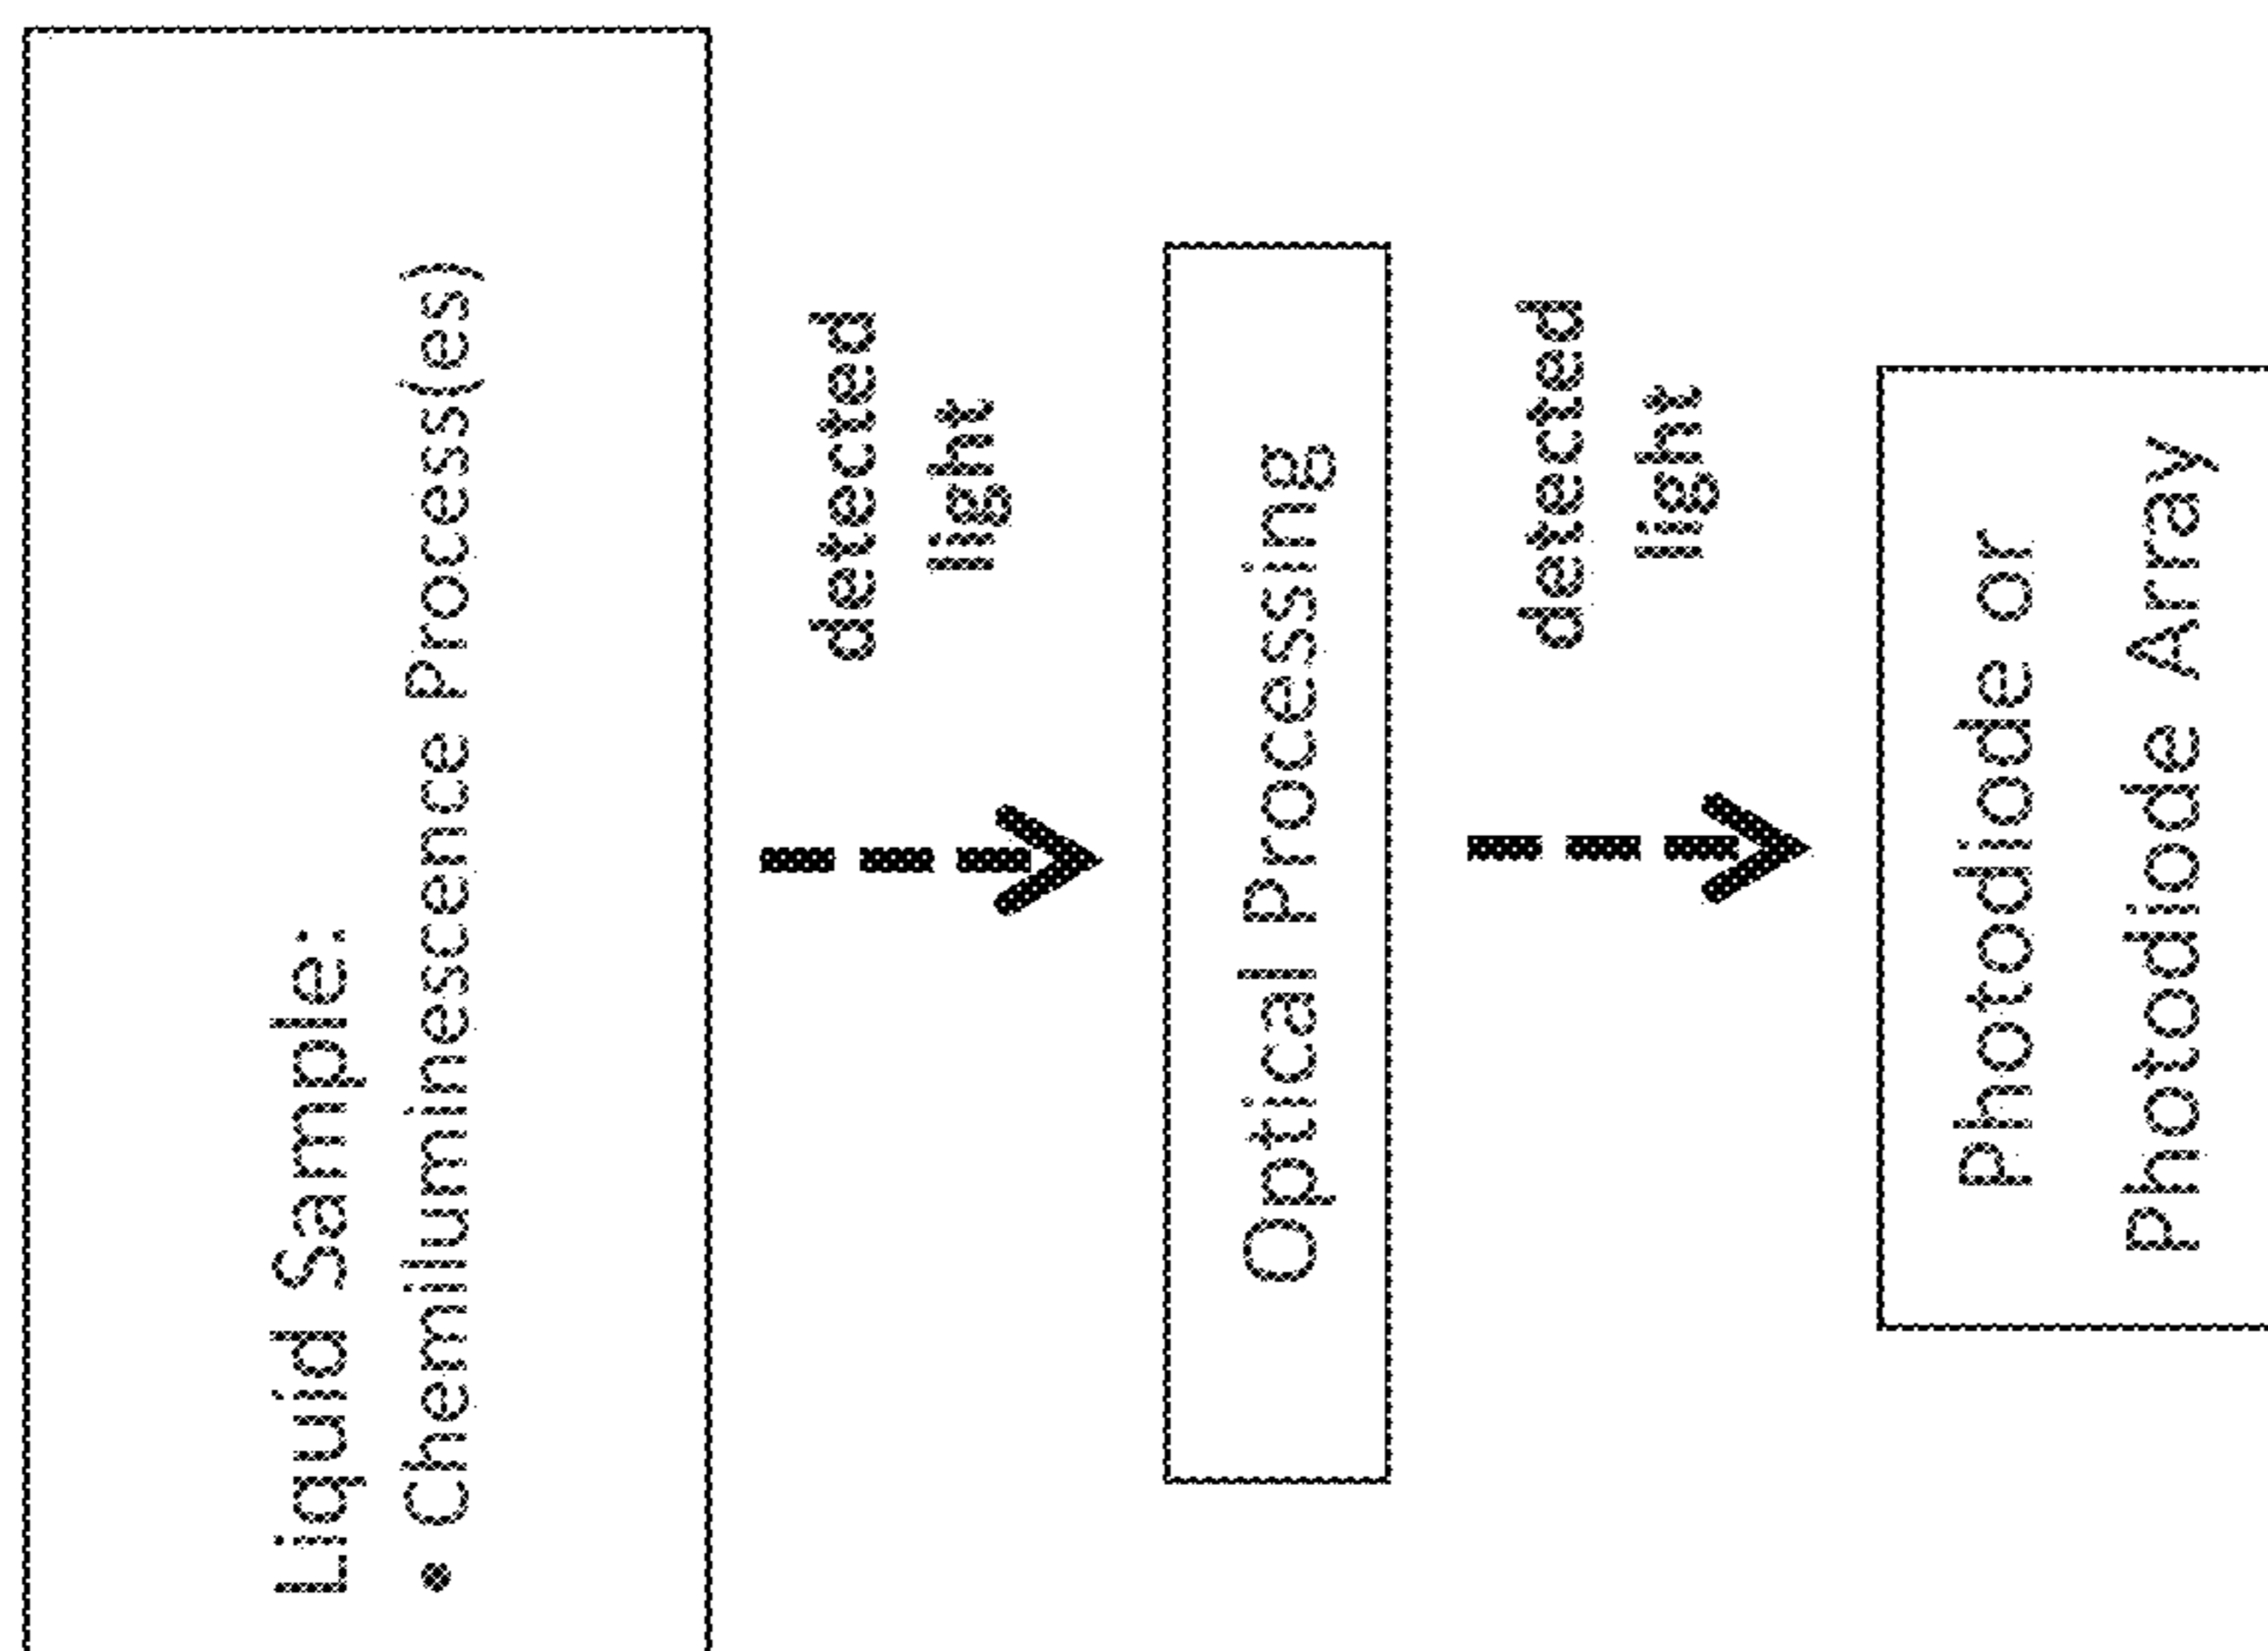 Liquid Sample:
• Chemiluminescence Process(es)
detected
light
Optical Processing
detected
light
Photodiode or
Photodiode Array